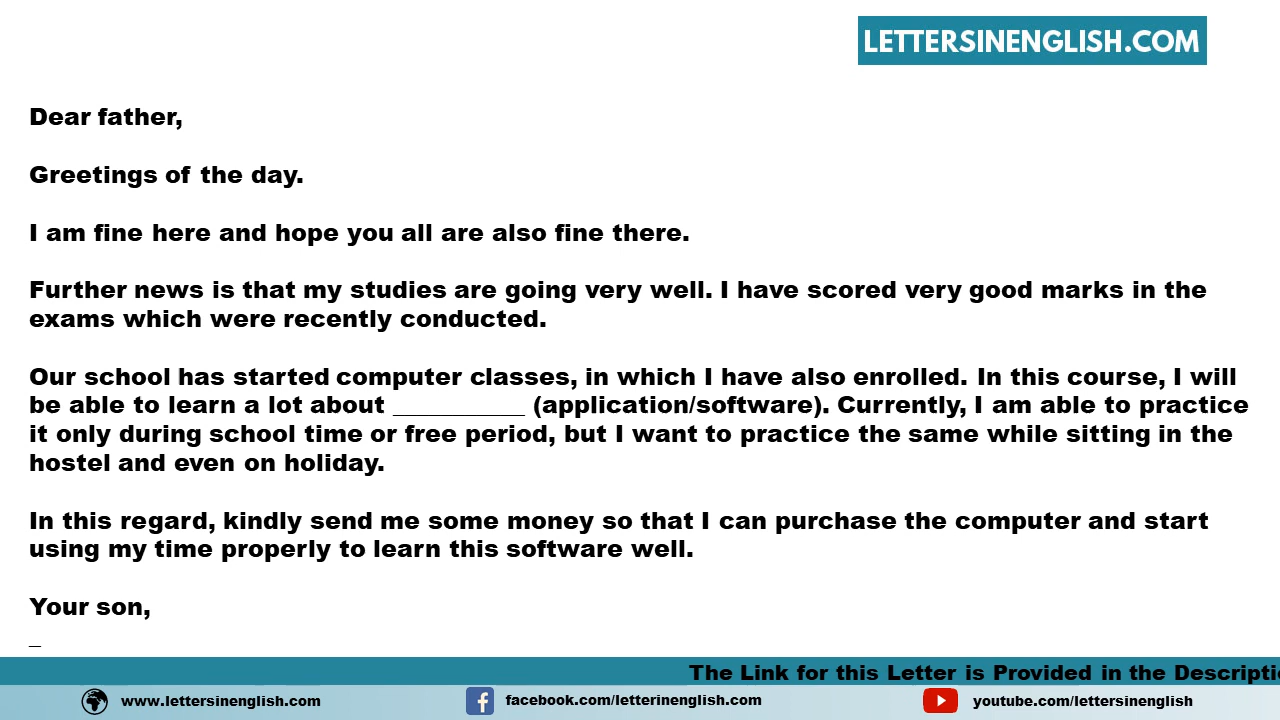 LETTERSINENGLISH.COM
Dear father,
Greetings of the day.
I am fine here and hope you all are also fine there.
Further news is that my studies are going very well. I have scored very good marks in the
exams which were recently conducted.
Our school has started computer classes, in which I have also enrolled. In this course, I will
be able to learn a lot about ___________ (application/software). Currently, I am able to practice
it only during school time or free period, but I want to practice the same while sitting in the
hostel and even on holiday.
In this regard, kindly send me some money so that I can purchase the computer and start
using my time properly to learn this software well.
Your son,
_
The Link for this Letter is Provided in the Descripti
www.lettersinenglish.com
facebook.com/letterinenglish.com
youtube.com/lettersinenglish